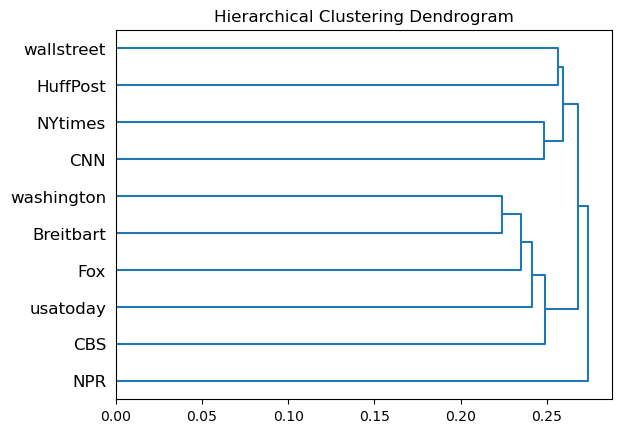 Hierarchical Clustering Dendrogram
wallstreet
HuffPost
NYtimes
CNN
washington
Breitbart
Fox
usatoday
CBS
NPR
0.00 0.05 0.10 0.15 0.20 0.25